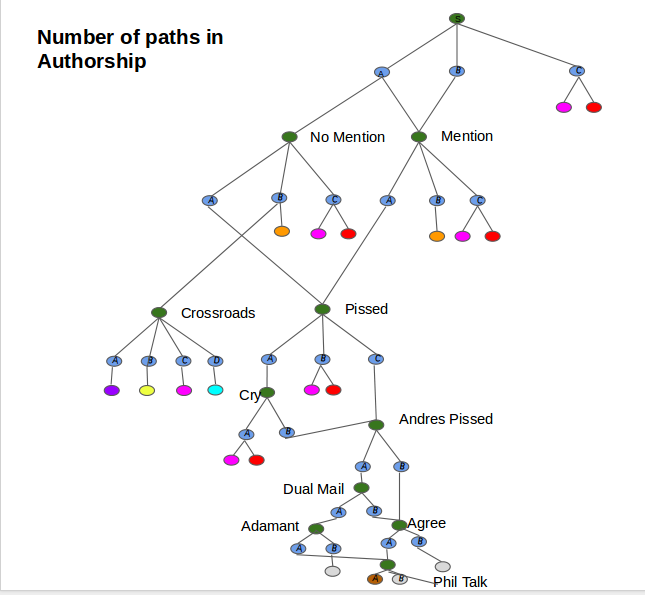 Number of paths in
Authorship
S
A B C
No Mention Mention
A B C A B C
Crossroads Pissed
A B C D A B C
Cry
A B
Andres Pissed
A B
Dual Mail
A B
Adamant Agree
A B A B
A B
Phil Talk